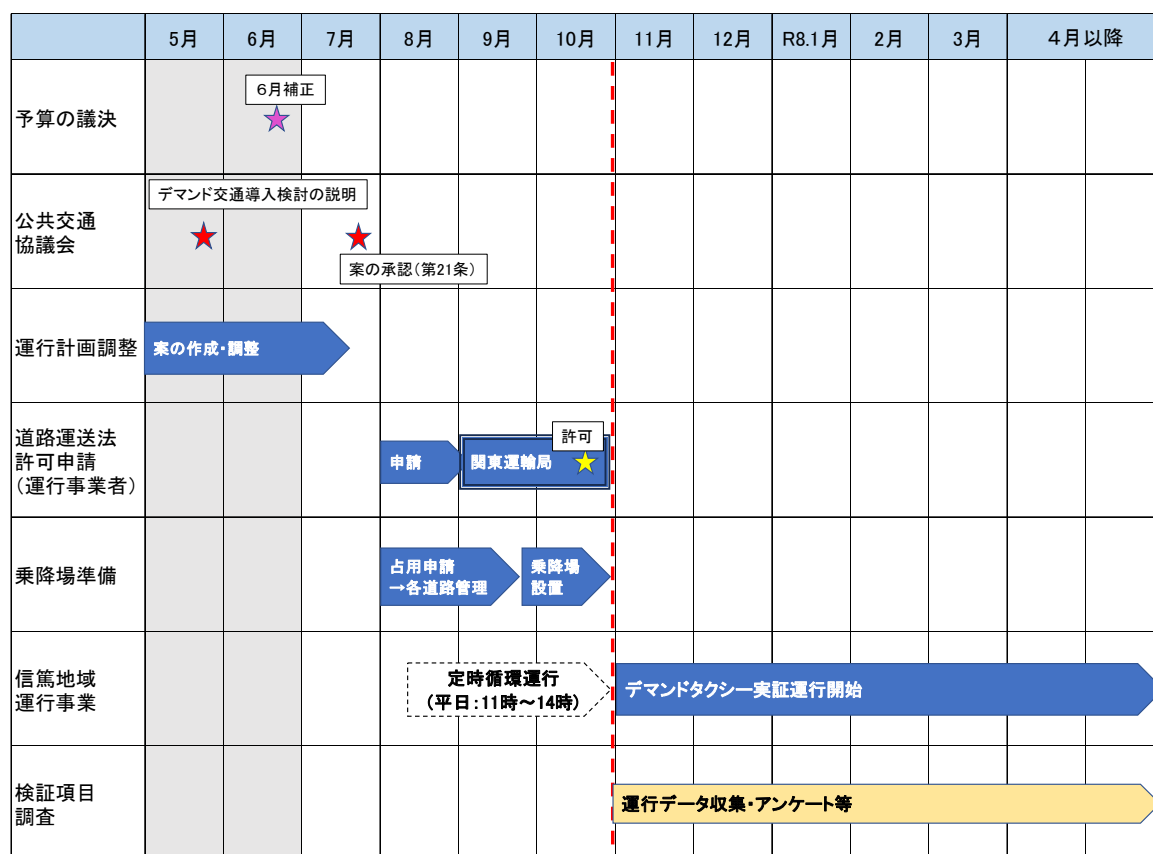 5月 6月 7月 8月 9月 10月 11月 12月 R8.1月 2月 3月 4月以降
予算の議決
6月補正
公共交通
協議会
デマンド交通導入検討の説明
案の承認(第21条)
運行計画調整
案の作成・調整
道路運送法
許可申請
(運行事業者)
申請
関東運輸局
許可
乗降場準備
占用申請
→各道路管理
乗降場
設置
信篤地域
運行事業
定時循環運行
(平日:11時～14時)
デマンドタクシー実証運行開始
検証項目
調査
運行データ収集・アンケート等